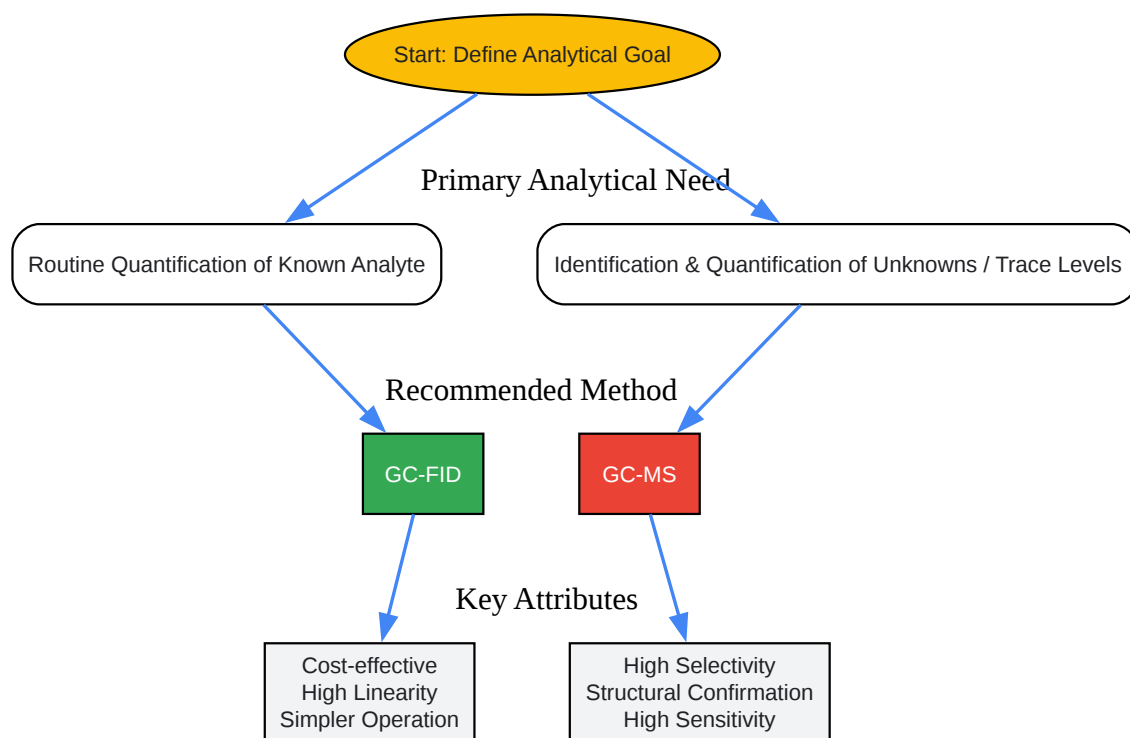 Start: Define Analytical Goal
Primary Analytical Need
Routine Quantification of Known Analyte
Identification & Quantification of Unknowns / Trace Levels
Recommended Method
GC-FID
GC-MS
Key Attributes
Cost-effective
High Linearity
Simpler Operation
High Selectivity
Structural Confirmation
High Sensitivity